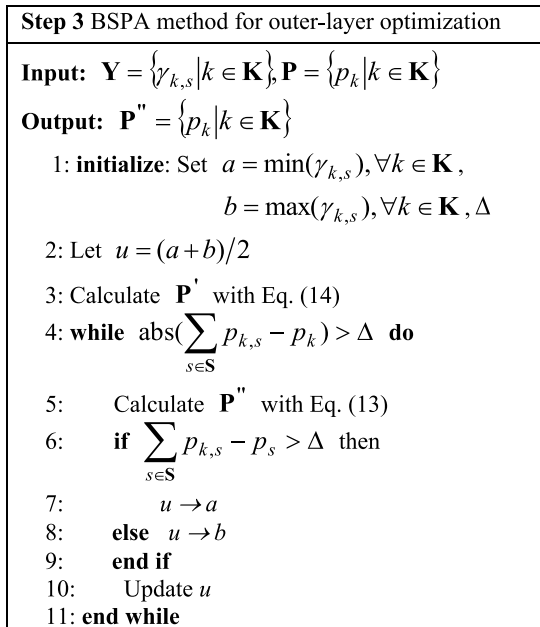 Step 3 BSPA method for outer-layer optimization
Input: Y = {γ_{k,s}|k ∈ K}, P = {p_k|k ∈ K}
Output: P" = {p_k|k ∈ K}
1: initialize: Set a = min(γ_{k,s}), ∀k ∈ K,
b = max(γ_{k,s}), ∀k ∈ K, Δ
2: Let u = (a+b)/2
3: Calculate P' with Eq. (14)
4: while abs(∑_{s∈S} p_{k,s} − p_k) > Δ do
5: Calculate P" with Eq. (13)
6: if ∑_{s∈S} p_{k,s} − p_s > Δ then
7: u → a
8: else u → b
9: end if
10: Update u
11: end while